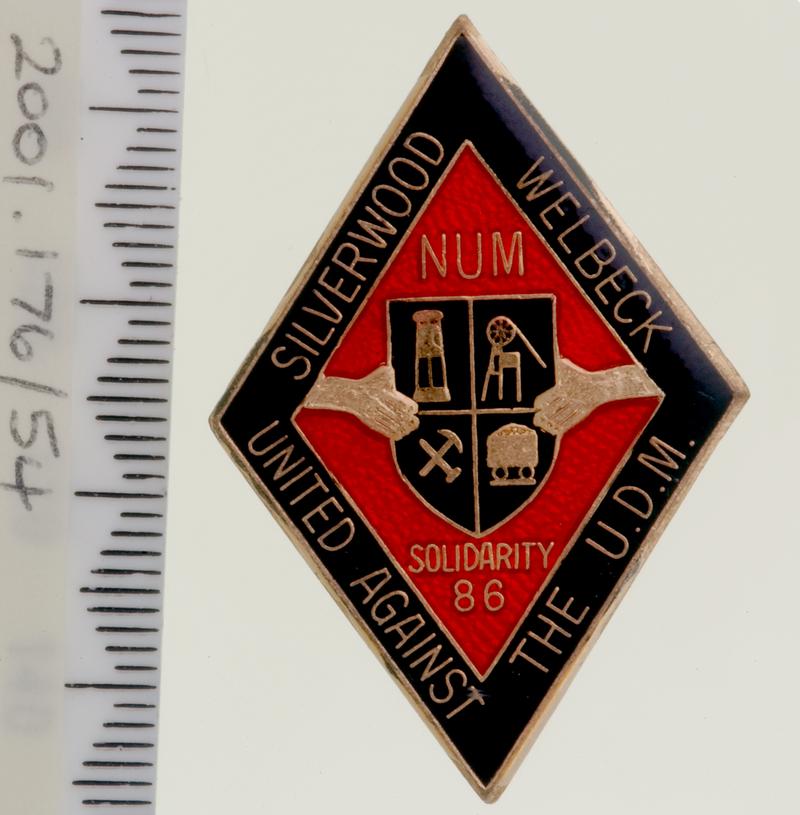 SILVERWOOD
WELBECK
NUM
SOLIDARITY
86
UNITED AGAINST
THE U.D.M.
2001.176/54